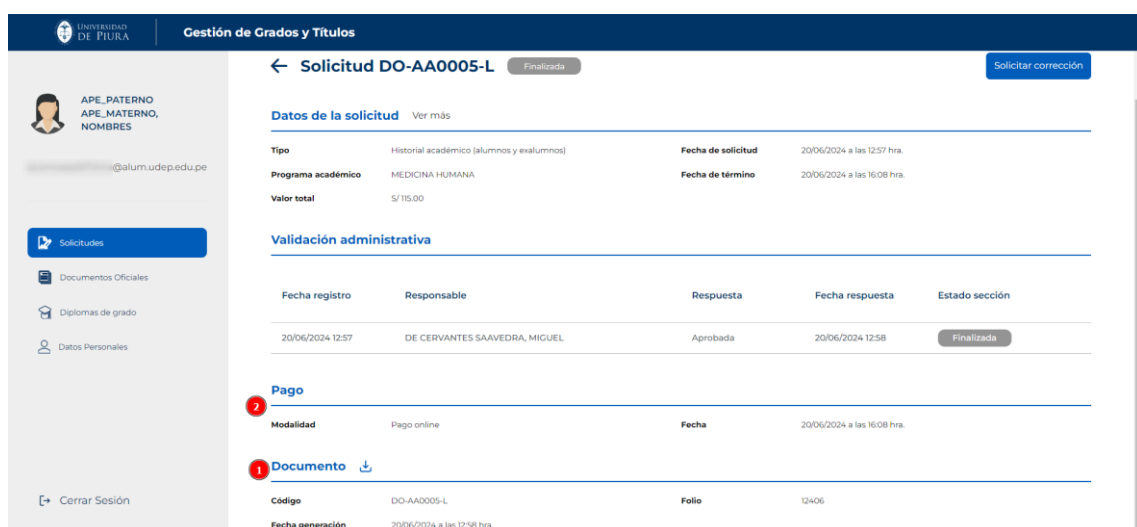 UNIVERSIDAD
DE PIURA
Gestión de Grados y Títulos
Solicitud DO-AA0005-L Finalizada
Solicitar corrección
APE_PATERNO
APE_MATERNO,
NOMBRES
@alum.udep.edu.pe
Solicitudes
Documentos Oficiales
Diplomas de grado
Datos Personales
Cerrar Sesión
Datos de la solicitud Ver más
Tipo Historial académico (alumnos y exalumnos) Fecha de solicitud 20/06/2024 a las 12:57 hra.
Programa académico MEDICINA HUMANA Fecha de término 20/06/2024 a las 16:08 hra.
Valor total S/ 115.00
Validación administrativa
Fecha registro Responsable Respuesta Fecha respuesta Estado sección
20/06/2024 12:57 DE CERVANTES SAAVEDRA, MIGUEL Aprobada 20/06/2024 12:58 Finalizada
Pago
2
Modalidad Pago online Fecha 20/06/2024 a las 16:08 hra.
1 Documento
Código DO-AA0005-L Folio 12406
Fecha generación 20/06/2024 a las 12:58 hra.